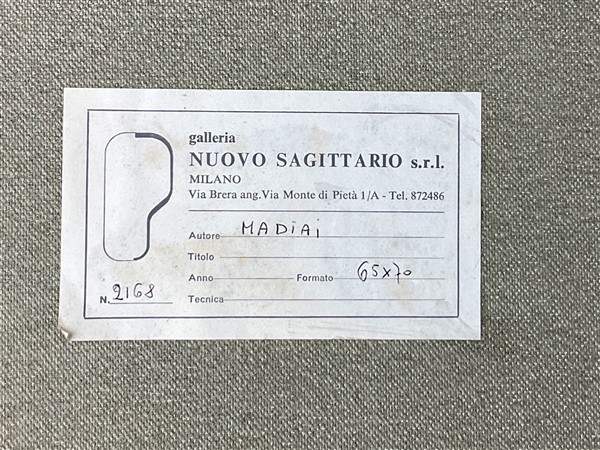 galleria
NUOVO SAGITTARIO s.r.l.
MILANO
Via Brera ang.Via Monte di Pietà 1/A - Tel. 872486
Autore MADIAI
Titolo
Anno Formato 65x70
N. 2168 Tecnica